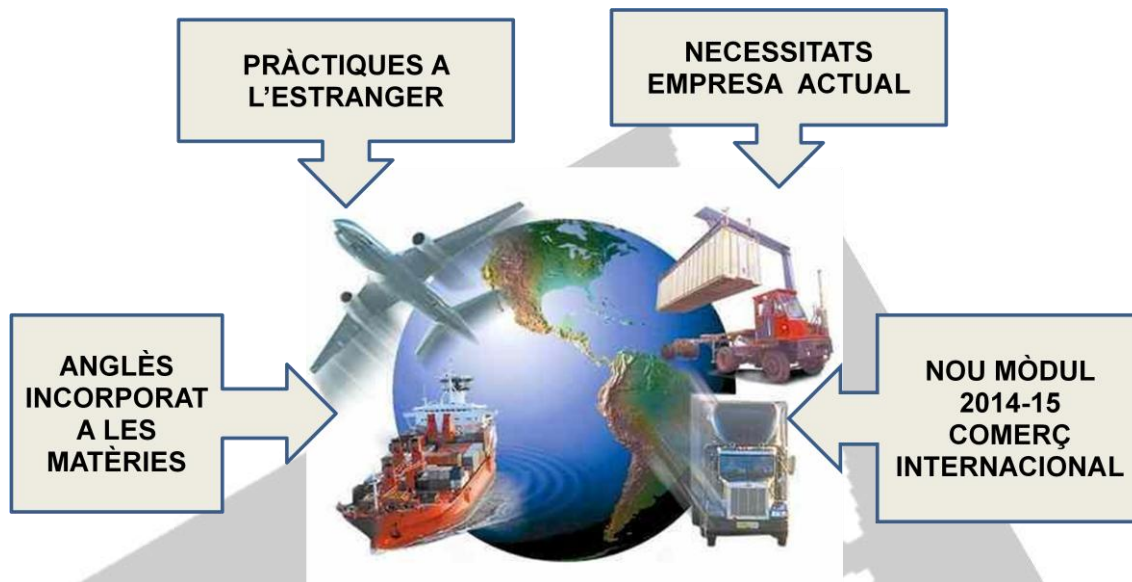 PRÀCTIQUES A
L’ESTRANGER
NECESSITATS
EMPRESA ACTUAL
ANGLÈS
INCORPORAT
A LES
MATÈRIES
NOU MÒDUL
2014-15
COMERÇ
INTERNACIONAL